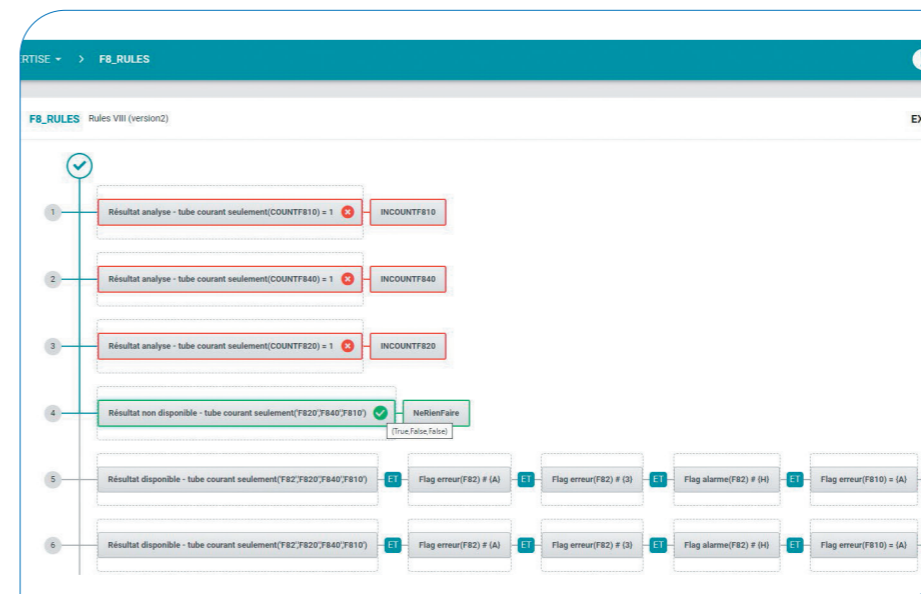 RTISE > F8_RULES
F8_RULES Rules VIII (version2) EX
1 Résultat analyse - tube courant seulement(COUNTF810) = 1 INCOUNTF810
2 Résultat analyse - tube courant seulement(COUNTF840) = 1 INCOUNTF840
3 Résultat analyse - tube courant seulement(COUNTF820) = 1 INCOUNTF820
4 Résultat non disponible - tube courant seulement('F820','F840','F810') NeRienFaire
(True,False,False)
5 Résultat disponible - tube courant seulement('F82','F820','F840','F810') ET Flag erreur(F82) ≠ {A} ET Flag erreur(F82) ≠ {3} ET Flag alarme(F82) ≠ {H} ET Flag erreur(F810) = {A}
6 Résultat disponible - tube courant seulement('F82','F820','F840','F810') ET Flag erreur(F82) ≠ {A} ET Flag erreur(F82) ≠ {3} ET Flag alarme(F82) ≠ {H} ET Flag erreur(F810) = {A}